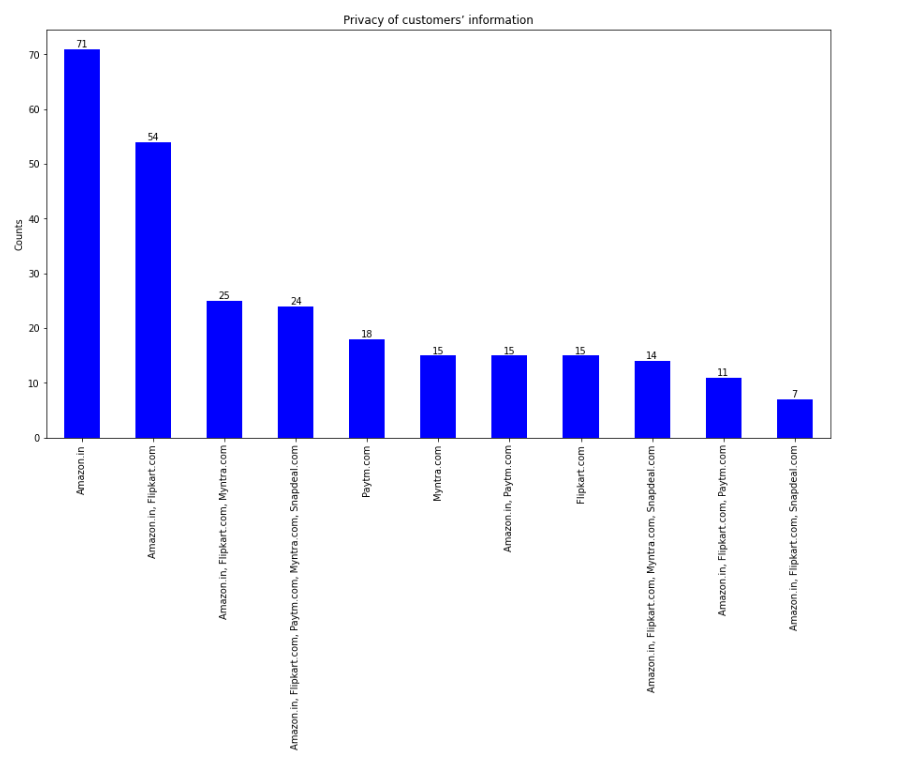 Privacy of customers’ information
Counts
70
60
50
40
30
20
10
0
71
54
25
24
18
15
15
15
14
11
7
Amazon.in
Amazon.in, Flipkart.com
Amazon.in, Flipkart.com, Myntra.com
Amazon.in, Flipkart.com, Paytm.com, Myntra.com, Snapdeal.com
Paytm.com
Myntra.com
Amazon.in, Paytm.com
Flipkart.com
Amazon.in, Flipkart.com, Myntra.com, Snapdeal.com
Amazon.in, Flipkart.com, Paytm.com
Amazon.in, Flipkart.com, Snapdeal.com